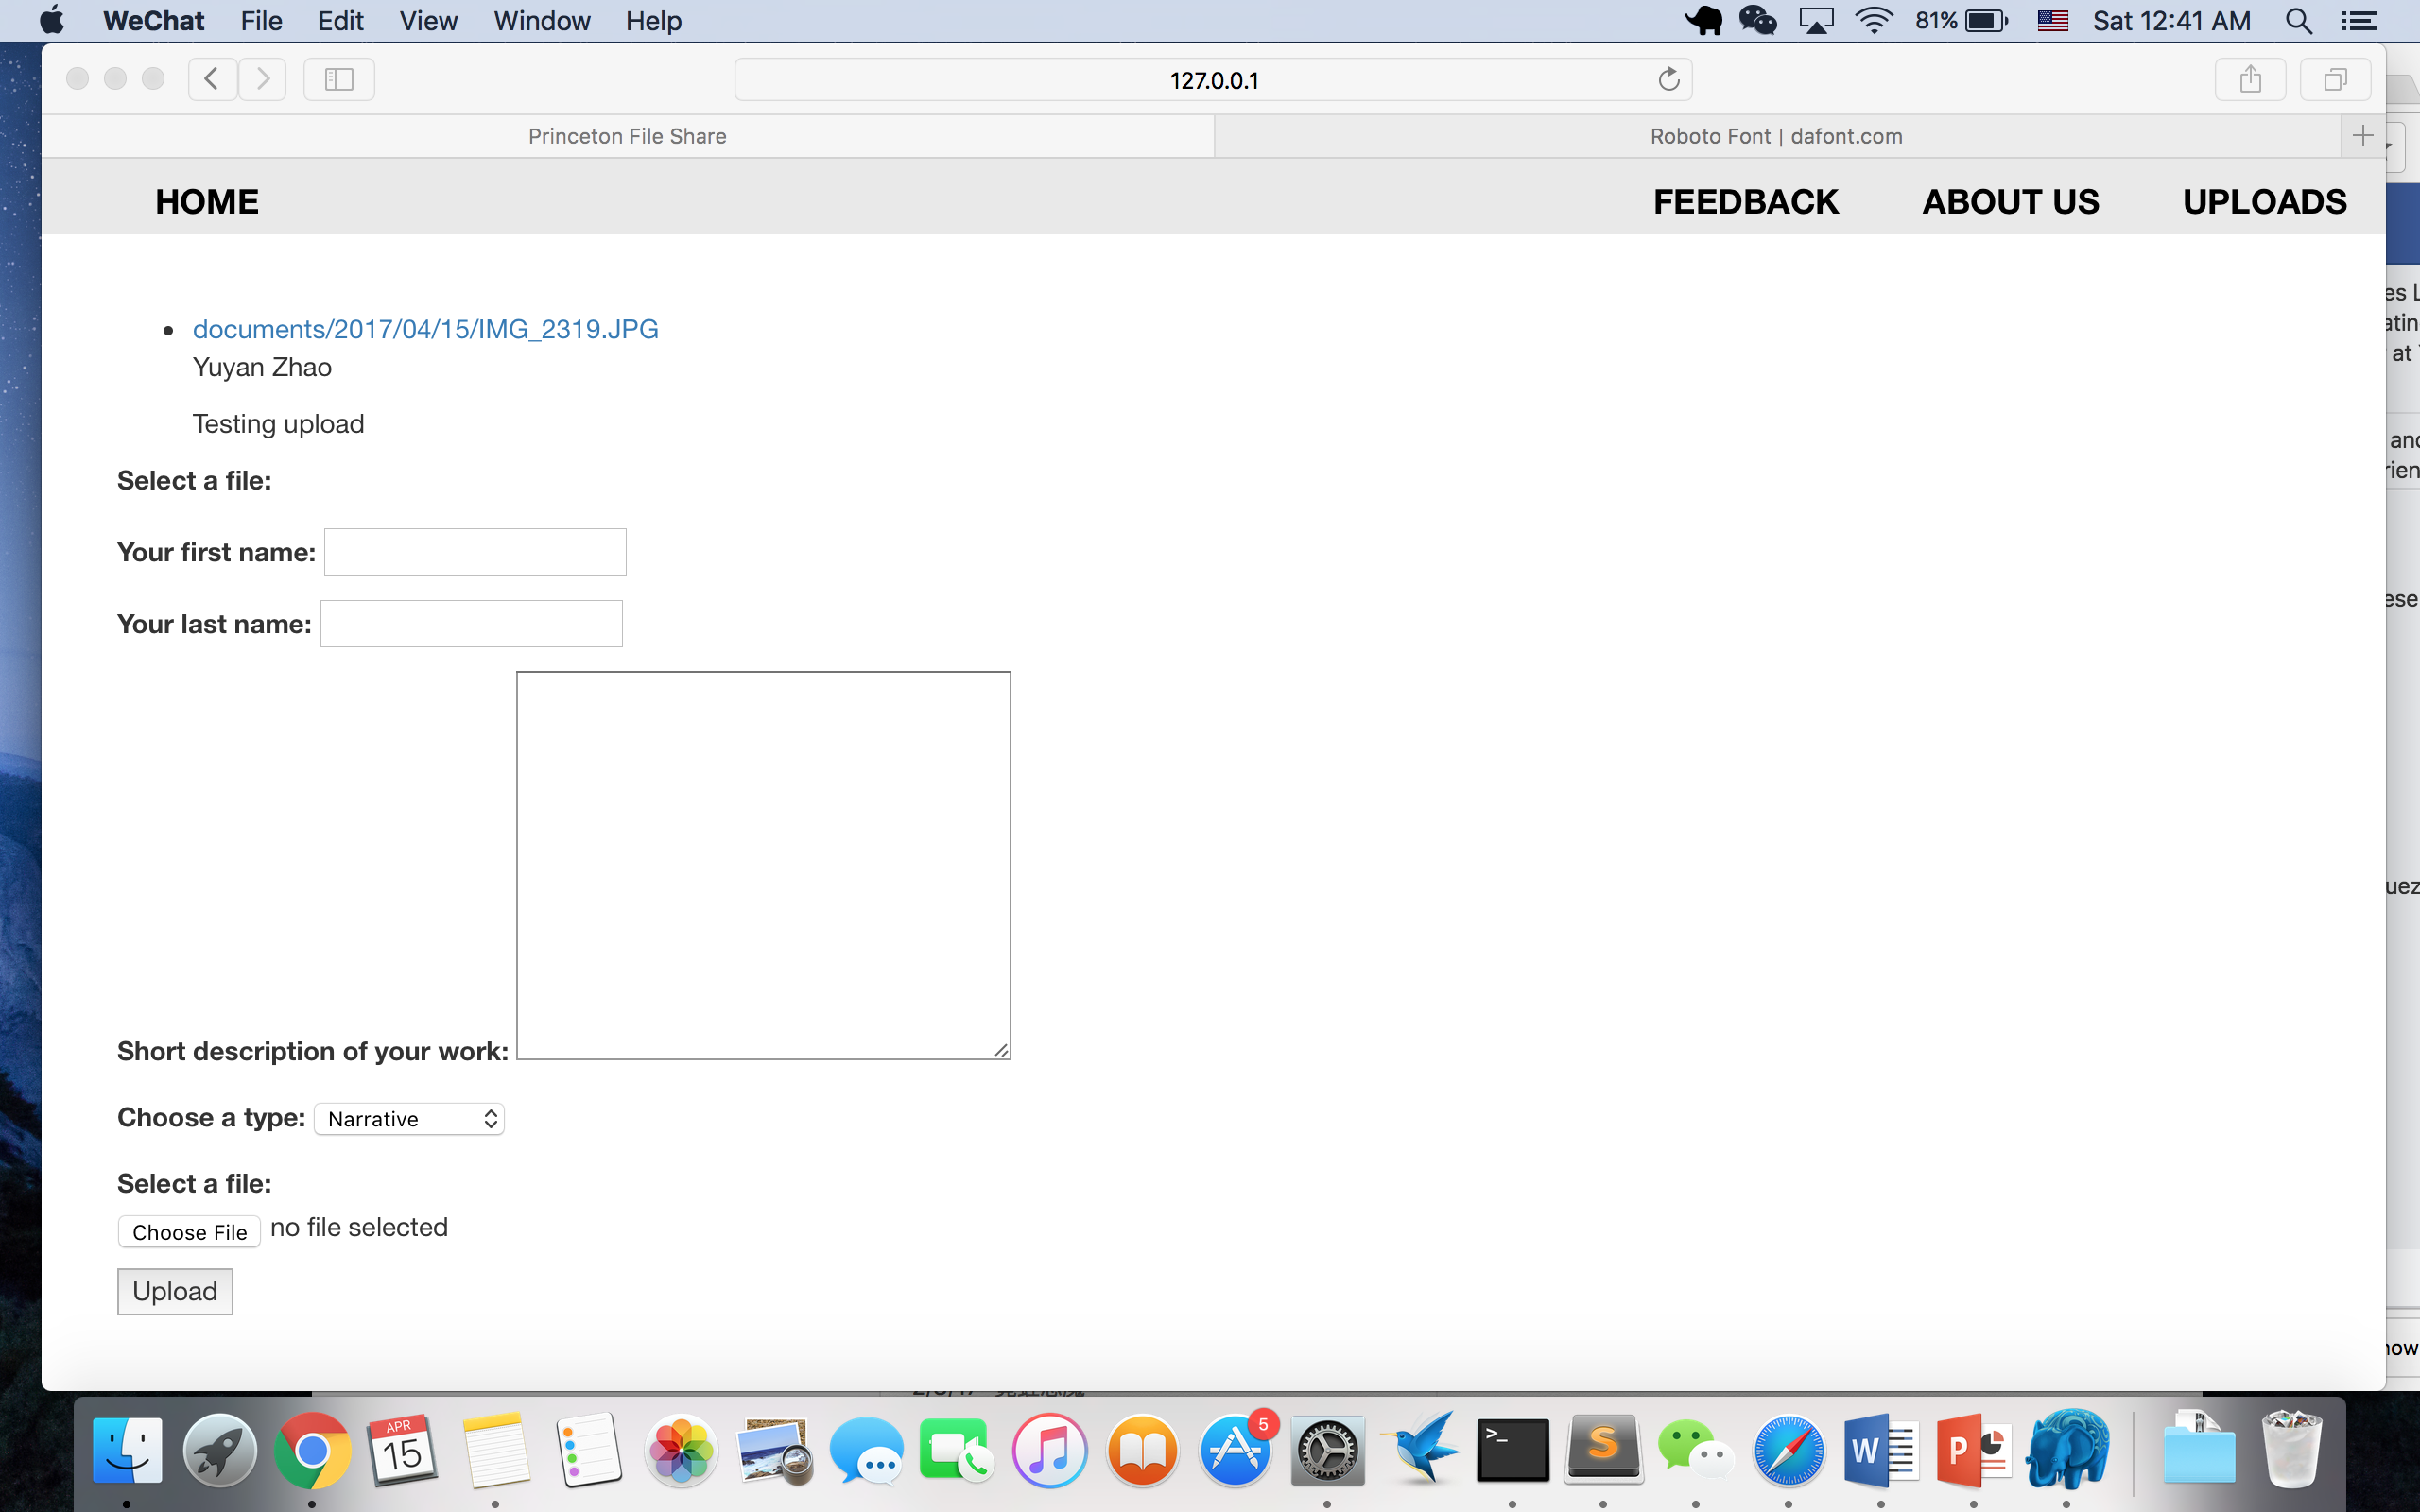 WeChat File Edit View Window Help 81% Sat 12:41 AM
127.0.0.1
Princeton File Share Roboto Font | dafont.com
HOME FEEDBACK ABOUT US UPLOADS
documents/2017/04/15/IMG_2319.JPG
Yuyan Zhao
Testing upload
Select a file:
Your first name:
Your last name:
Short description of your work:
Choose a type: Narrative
Select a file:
Choose File no file selected
Upload
APR
15
5
>_
S
W
P